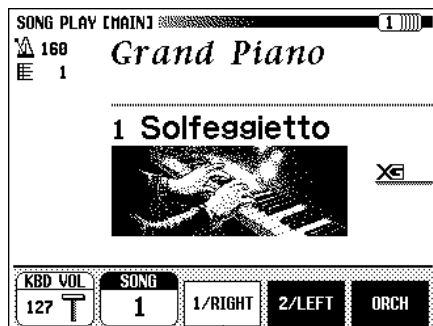 SONG PLAY [MAIN] 1
160
1
Grand Piano
1 Solfeggietto
XG
KBD VOL
127
SONG
1
1/RIGHT
2/LEFT
ORCH